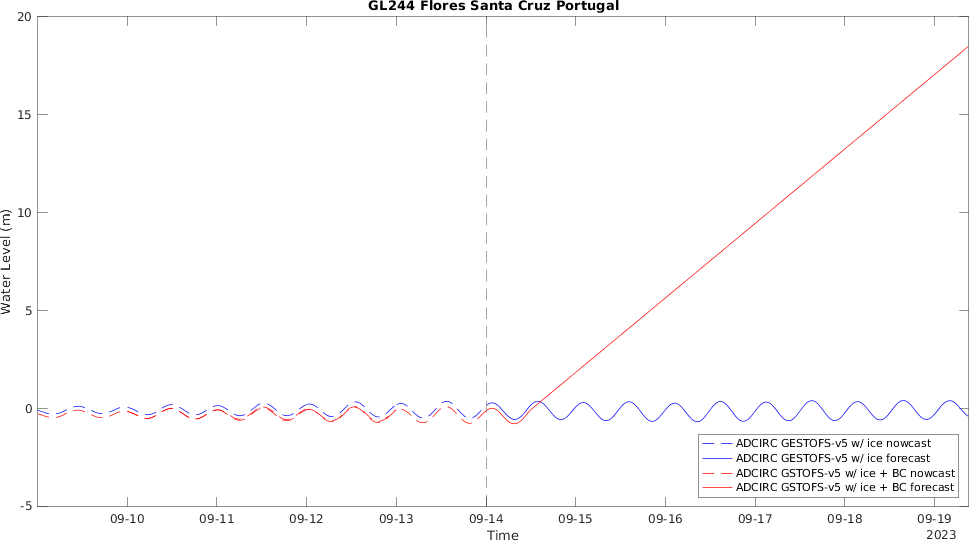 GL244 Flores Santa Cruz Portugal
20
15
10
5
0
-5
Water Level (m)
09-10 09-11 09-12 09-13 09-14 09-15 09-16 09-17 09-18 09-19
Time
2023
ADCIRC GESTOFS-v5 w/ ice nowcast
ADCIRC GESTOFS-v5 w/ ice forecast
ADCIRC GSTOFS-v5 w/ ice + BC nowcast
ADCIRC GSTOFS-v5 w/ ice + BC forecast